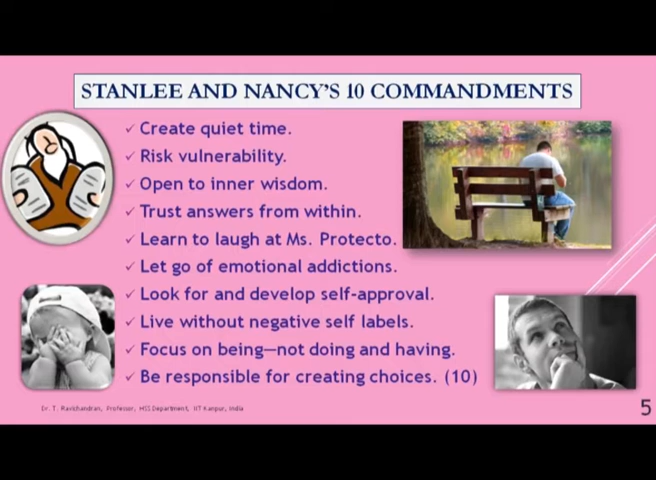 STANLEE AND NANCY'S 10 COMMANDMENTS
✓ Create quiet time.
✓ Risk vulnerability.
✓ Open to inner wisdom.
✓ Trust answers from within.
✓ Learn to laugh at Ms. Protecto.
✓ Let go of emotional addictions.
✓ Look for and develop self-approval.
✓ Live without negative self labels.
✓ Focus on being—not doing and having.
✓ Be responsible for creating choices. (10)
Dr. T. Ravichandran, Professor, HSS Department, IIT Kanpur, India
5